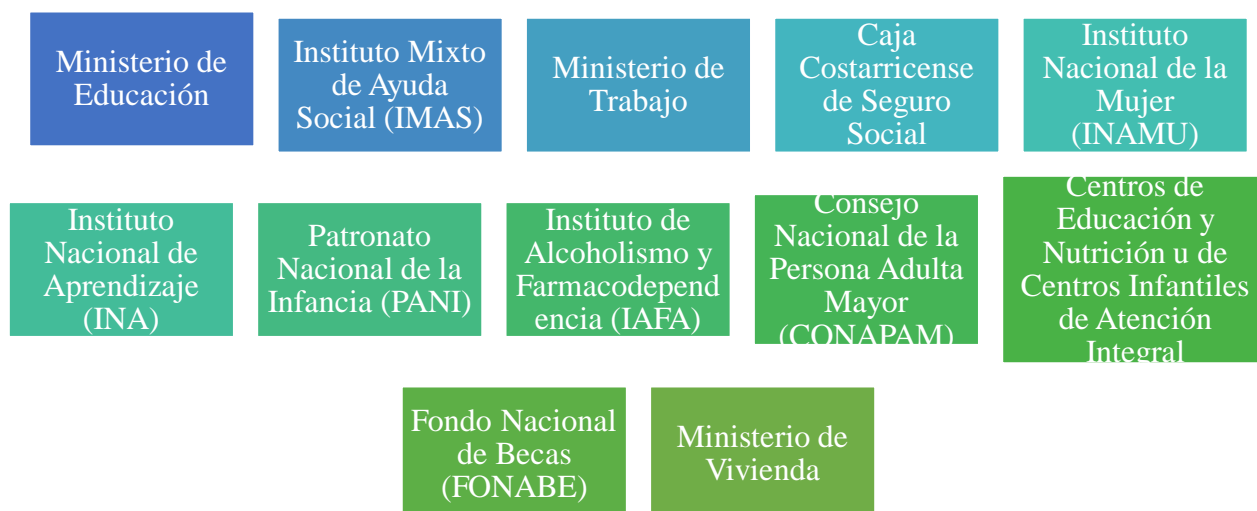 Ministerio de
Educación
Instituto Mixto
de Ayuda
Social (IMAS)
Ministerio de
Trabajo
Caja
Costarricense
de Seguro
Social
Instituto
Nacional de la
Mujer
(INAMU)
Instituto
Nacional de
Aprendizaje
(INA)
Patronato
Nacional de la
Infancia (PANI)
Instituto de
Alcoholismo y
Farmacodepend
encia (IAFA)
Consejo
Nacional de la
Persona Adulta
Mayor
(CONAPAM)
Centros de
Educación y
Nutrición u de
Centros Infantiles
de Atención
Integral
Fondo Nacional
de Becas
(FONABE)
Ministerio de
Vivienda